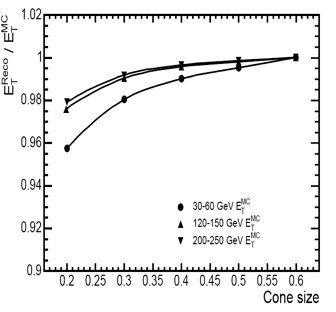 E_T^Reco / E_T^MC
1.02
1
0.98
0.96
0.94
0.92
0.9
30-60 GeV E_T^MC
120-150 GeV E_T^MC
200-250 GeV E_T^MC
0.2 0.25 0.3 0.35 0.4 0.45 0.5 0.55 0.6
Cone size